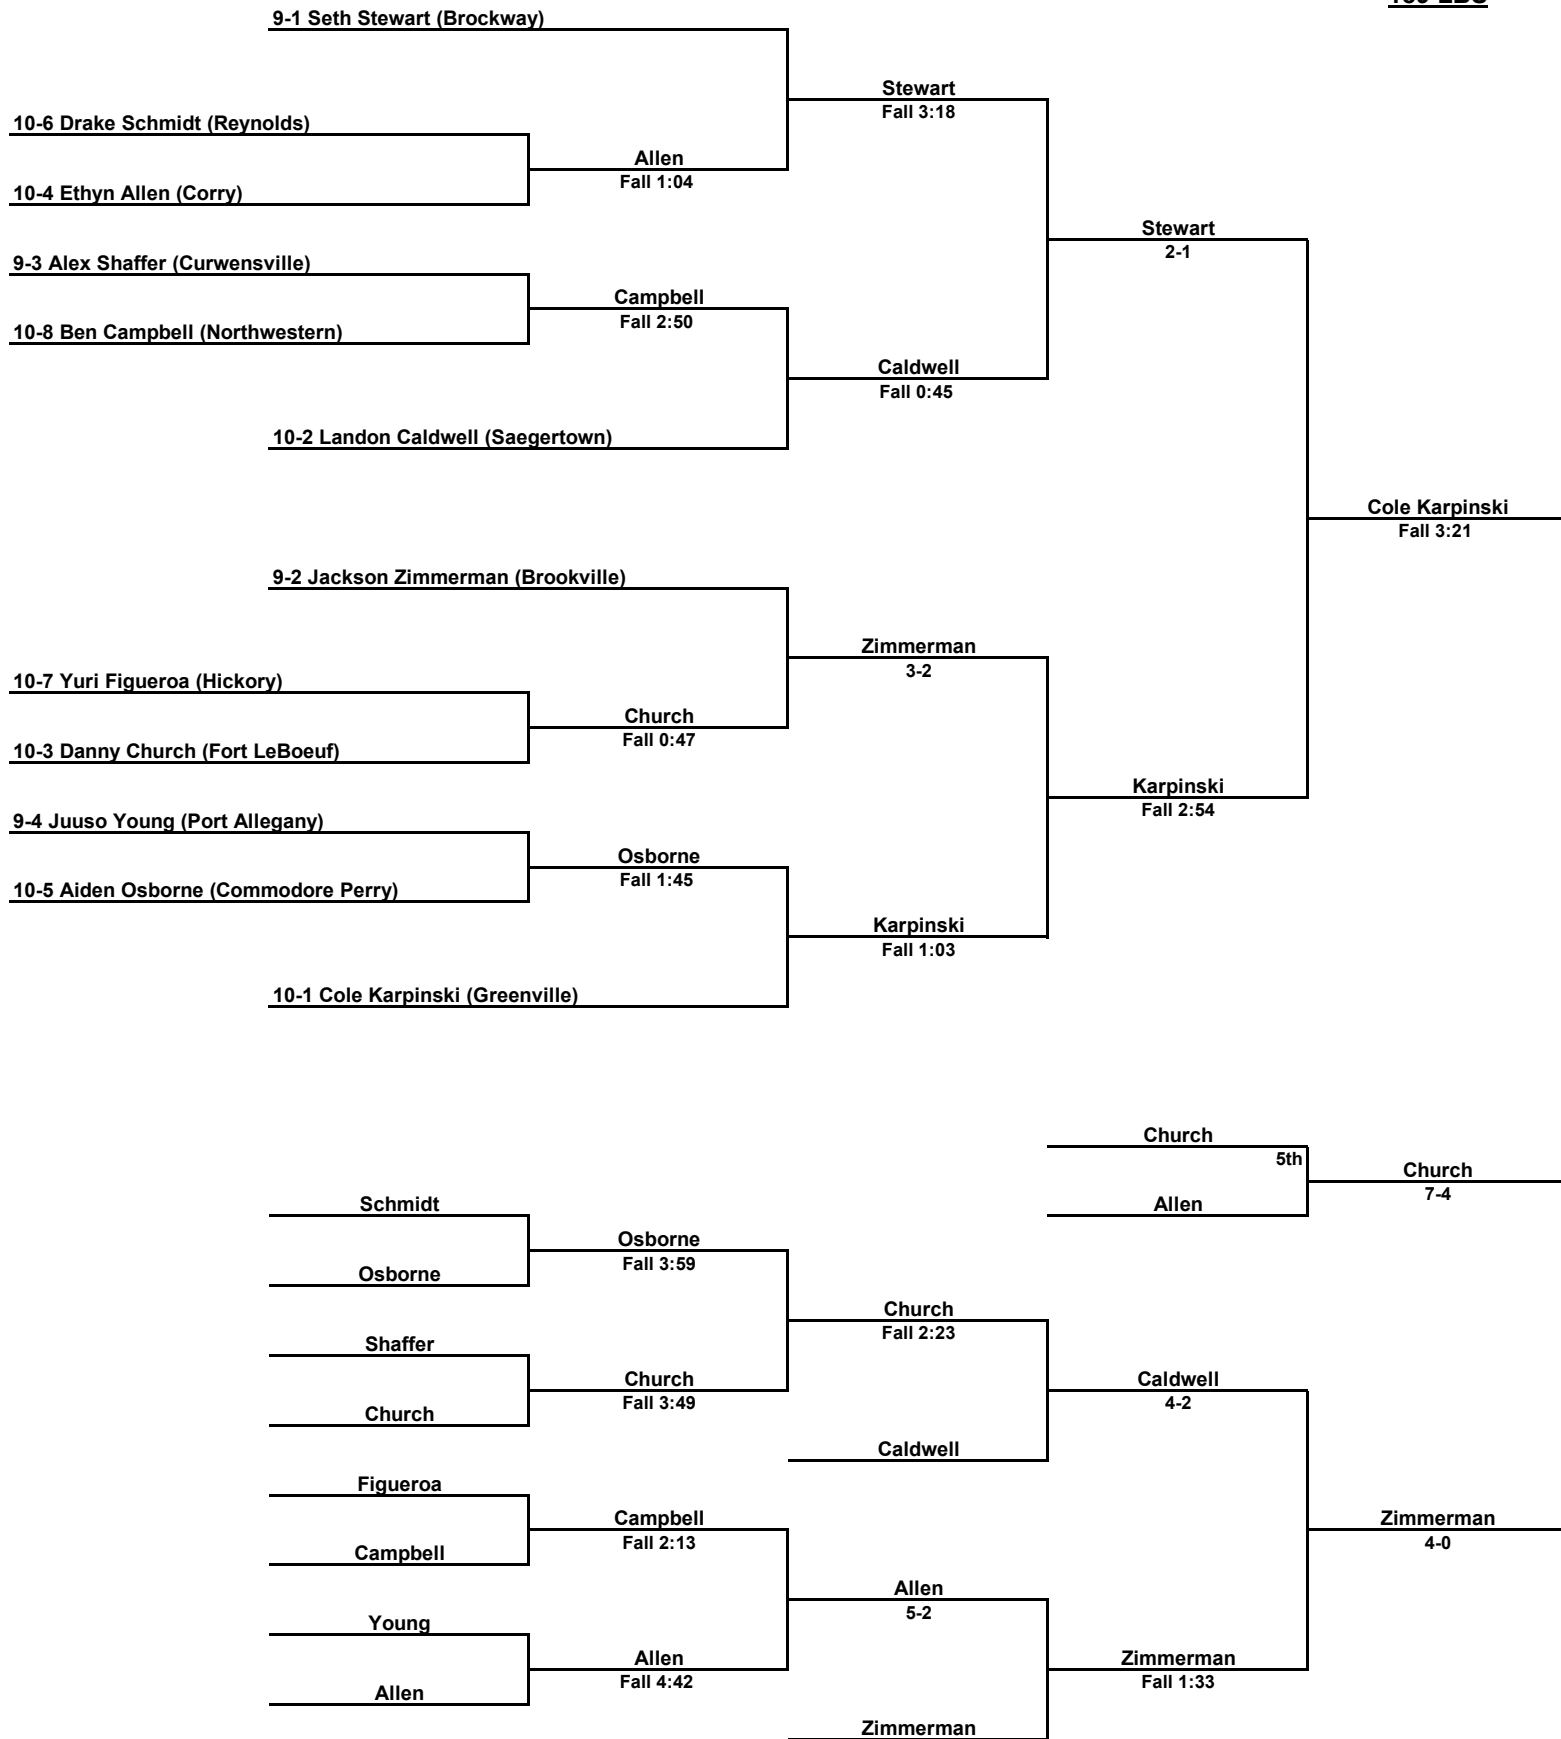 9-1 Seth Stewart (Brockway)
Stewart
Fall 3:18
10-6 Drake Schmidt (Reynolds)
Allen
Fall 1:04
10-4 Ethyn Allen (Corry)
Stewart
2-1
9-3 Alex Shaffer (Curwensville)
Campbell
Fall 2:50
10-8 Ben Campbell (Northwestern)
Caldwell
Fall 0:45
10-2 Landon Caldwell (Saegertown)
Cole Karpinski
Fall 3:21
9-2 Jackson Zimmerman (Brookville)
Zimmerman
3-2
10-7 Yuri Figueroa (Hickory)
Church
Fall 0:47
10-3 Danny Church (Fort LeBoeuf)
Karpinski
Fall 2:54
9-4 Juuso Young (Port Allegany)
Osborne
Fall 1:45
10-5 Aiden Osborne (Commodore Perry)
Karpinski
Fall 1:03
10-1 Cole Karpinski (Greenville)
Church
5th
Church
7-4
Allen
Schmidt
Osborne
Fall 3:59
Osborne
Church
Fall 2:23
Shaffer
Church
Fall 3:49
Church
Caldwell
4-2
Caldwell
Figueroa
Campbell
Fall 2:13
Campbell
Zimmerman
4-0
Allen
5-2
Young
Allen
Fall 4:42
Allen
Zimmerman
Fall 1:33
Zimmerman